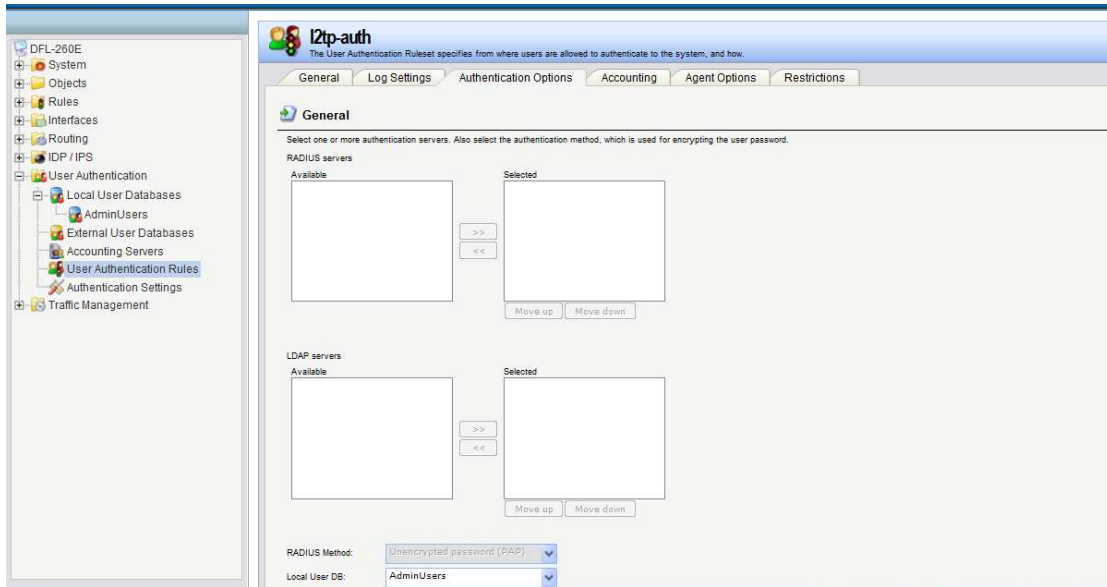 DFL-260E
System
Objects
Rules
Interfaces
Routing
IDP / IPS
User Authentication
Local User Databases
AdminUsers
External User Databases
Accounting Servers
User Authentication Rules
Authentication Settings
Traffic Management
l2tp-auth
The User Authentication Ruleset specifies from where users are allowed to authenticate to the system, and how.
General Log Settings Authentication Options Accounting Agent Options Restrictions
General
Select one or more authentication servers. Also select the authentication method, which is used for encrypting the user password.
RADIUS servers
Available Selected
>>
<<
Move up Move down
LDAP servers
Available Selected
>>
<<
Move up Move down
RADIUS Method: Unencrypted password (PAP)
Local User DB: AdminUsers